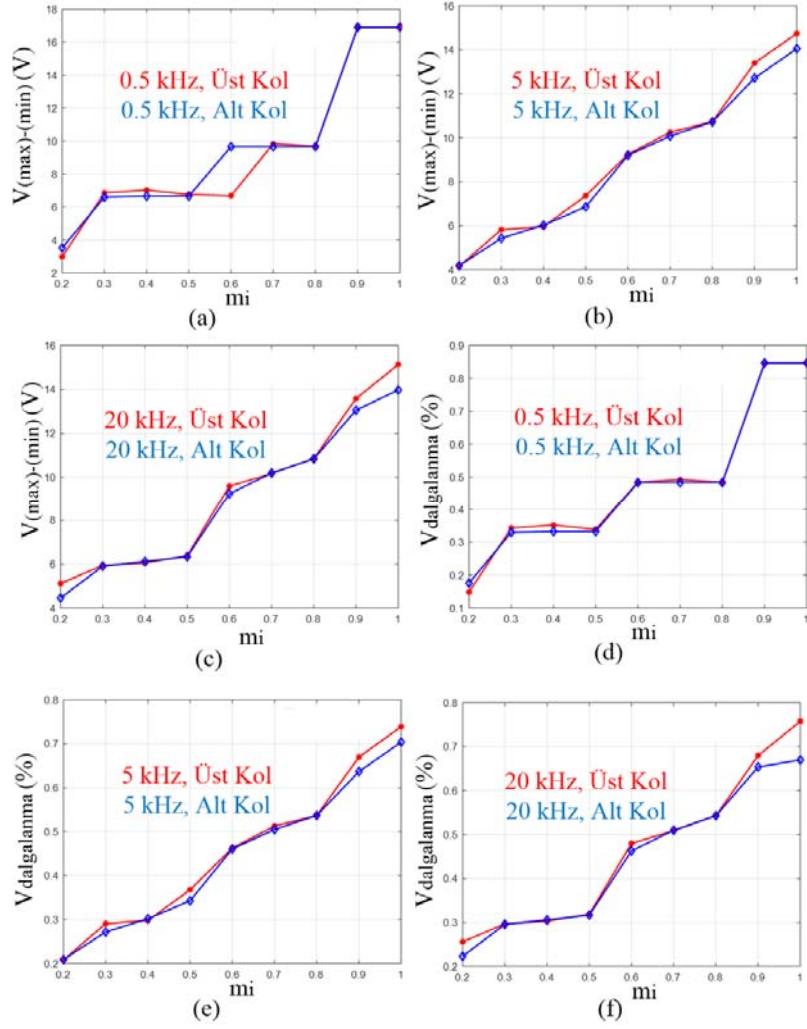 18
16
14
12
10
8
6
4
2
V(max)-(min) (V)
0.5 kHz, Üst Kol
0.5 kHz, Alt Kol
0.2 0.3 0.4 0.5 0.6 0.7 0.8 0.9 1
mi
(a)
16
14
12
10
8
6
4
V(max)-(min) (V)
5 kHz, Üst Kol
5 kHz, Alt Kol
0.2 0.3 0.4 0.5 0.6 0.7 0.8 0.9 1
mi
(b)
16
14
12
10
8
6
4
V(max)-(min) (V)
20 kHz, Üst Kol
20 kHz, Alt Kol
0.2 0.3 0.4 0.5 0.6 0.7 0.8 0.9 1
mi
(c)
0.9
0.8
0.7
0.6
0.5
0.4
0.3
0.2
0.1
Vdalgalanma (%)
0.5 kHz, Üst Kol
0.5 kHz, Alt Kol
0.2 0.3 0.4 0.5 0.6 0.7 0.8 0.9 1
mi
(d)
0.8
0.7
0.6
0.5
0.4
0.3
0.2
Vdalgalanma (%)
5 kHz, Üst Kol
5 kHz, Alt Kol
0.2 0.3 0.4 0.5 0.6 0.7 0.8 0.9 1
mi
(e)
0.8
0.7
0.6
0.5
0.4
0.3
0.2
Vdalgalanma (%)
20 kHz, Üst Kol
20 kHz, Alt Kol
0.2 0.3 0.4 0.5 0.6 0.7 0.8 0.9 1
mi
(f)